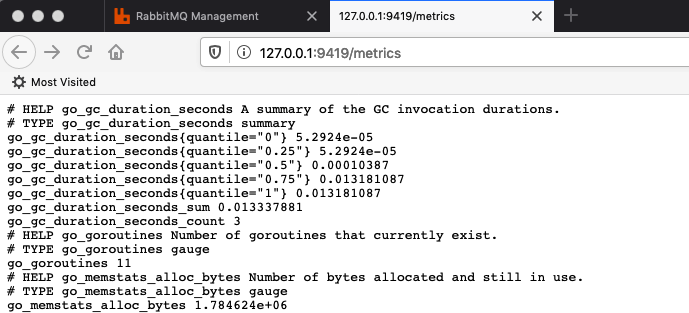 RabbitMQ Management
127.0.0.1:9419/metrics
127.0.0.1:9419/metrics
Most Visited
# HELP go_gc_duration_seconds A summary of the GC invocation durations.
# TYPE go_gc_duration_seconds summary
go_gc_duration_seconds{quantile="0"} 5.2924e-05
go_gc_duration_seconds{quantile="0.25"} 5.2924e-05
go_gc_duration_seconds{quantile="0.5"} 0.00010387
go_gc_duration_seconds{quantile="0.75"} 0.013181087
go_gc_duration_seconds{quantile="1"} 0.013181087
go_gc_duration_seconds_sum 0.013337881
go_gc_duration_seconds_count 3
# HELP go_goroutines Number of goroutines that currently exist.
# TYPE go_goroutines gauge
go_goroutines 11
# HELP go_memstats_alloc_bytes Number of bytes allocated and still in use.
# TYPE go_memstats_alloc_bytes gauge
go_memstats_alloc_bytes 1.784624e+06